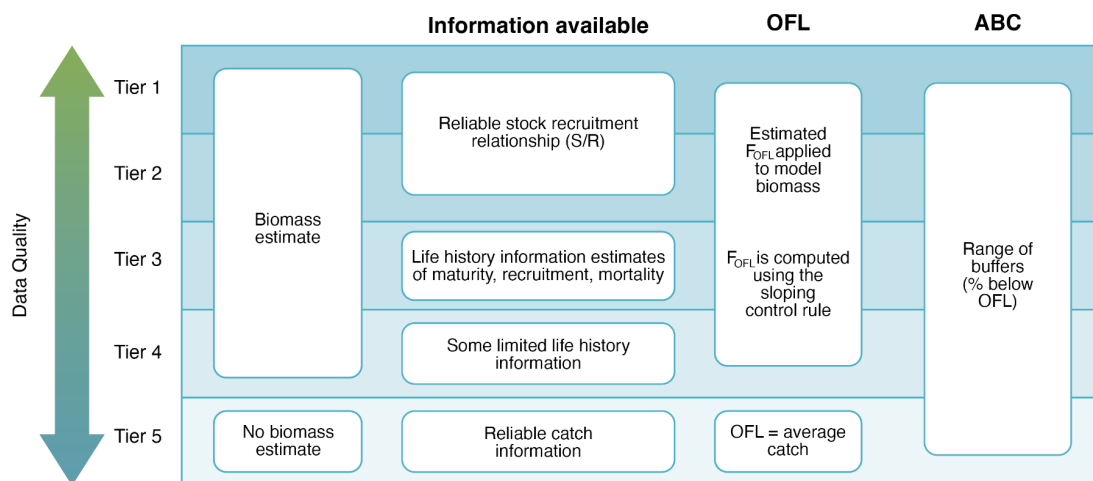 Information available
OFL
ABC
Data Quality
Tier 1
Tier 2
Tier 3
Tier 4
Tier 5
Biomass
estimate
No biomass
estimate
Reliable stock recruitment
relationship (S/R)
Life history information estimates
of maturity, recruitment, mortality
Some limited life history
information
Reliable catch
information
Estimated
FOFL applied
to model
biomass
FOFL is computed
using the
sloping
control rule
OFL = average
catch
Range of
buffers
(% below
OFL)